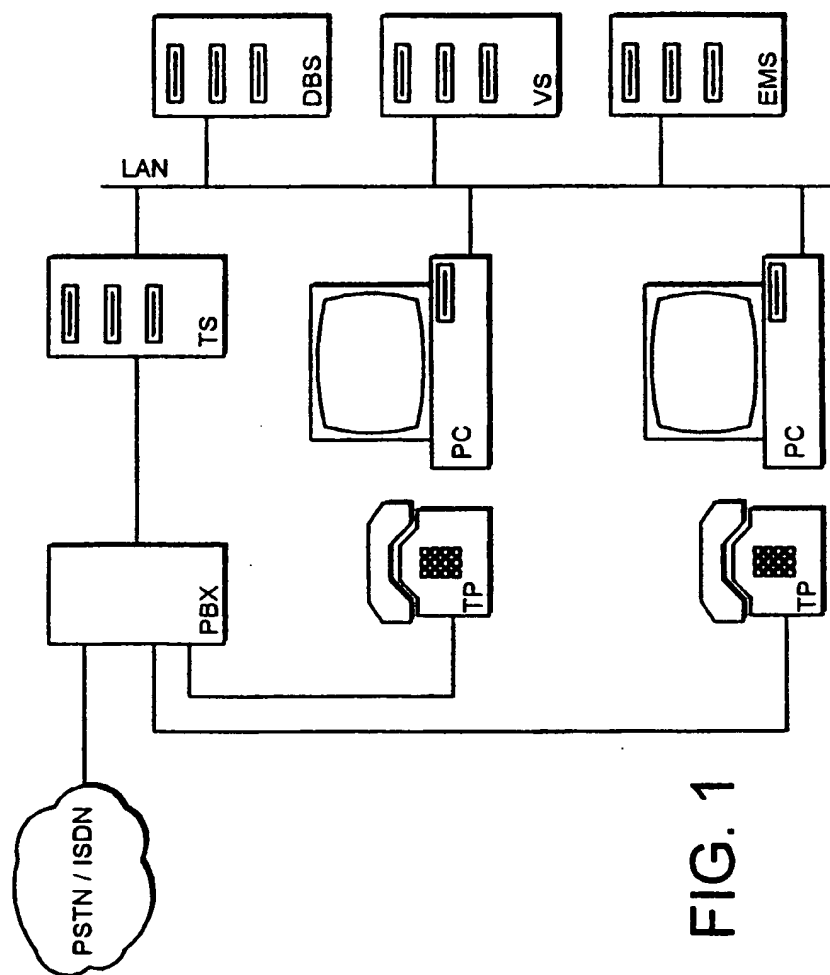 PSTN / ISDN
PBX
TS
LAN
DBS
TP
PC
VS
TP
PC
EMS
FIG. 1